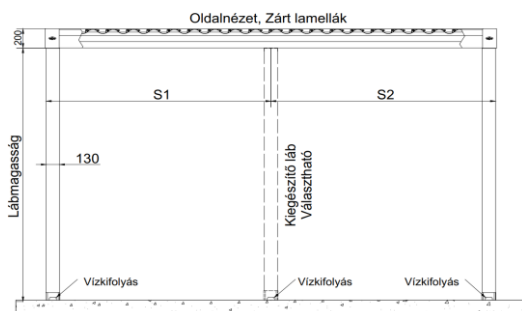 Oldalnézet, Zárt lamellák
200
S1
S2
Lábmagasság
130
Kiegészítő láb
Választható
Vízkifolyás
Vízkifolyás
Vízkifolyás